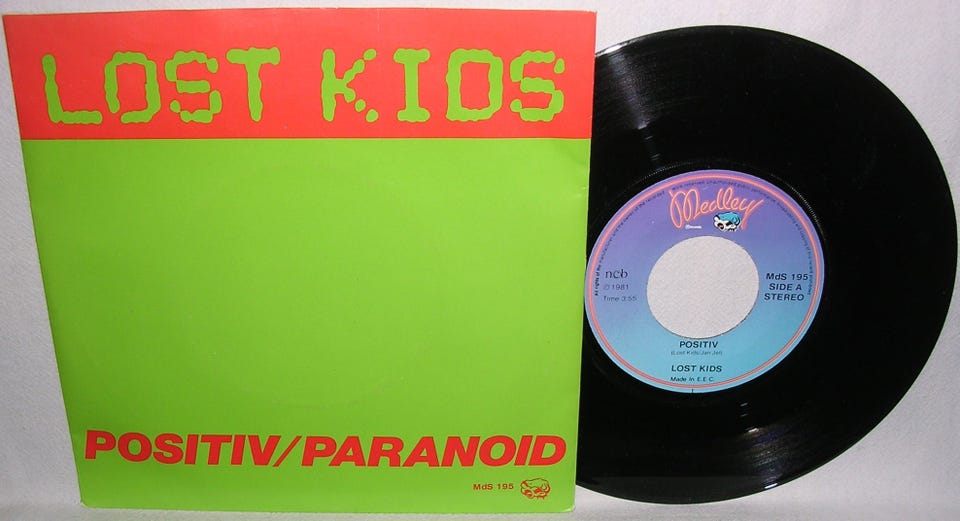 LOST KIDS
POSITIV/PARANOID
MdS 195
Medley
ncb
℗ 1981
Time 3:55
MdS 195
SIDE A
STEREO
POSITIV
(Lost Kids/Jan Jet)
LOST KIDS
Made in E.E.C.